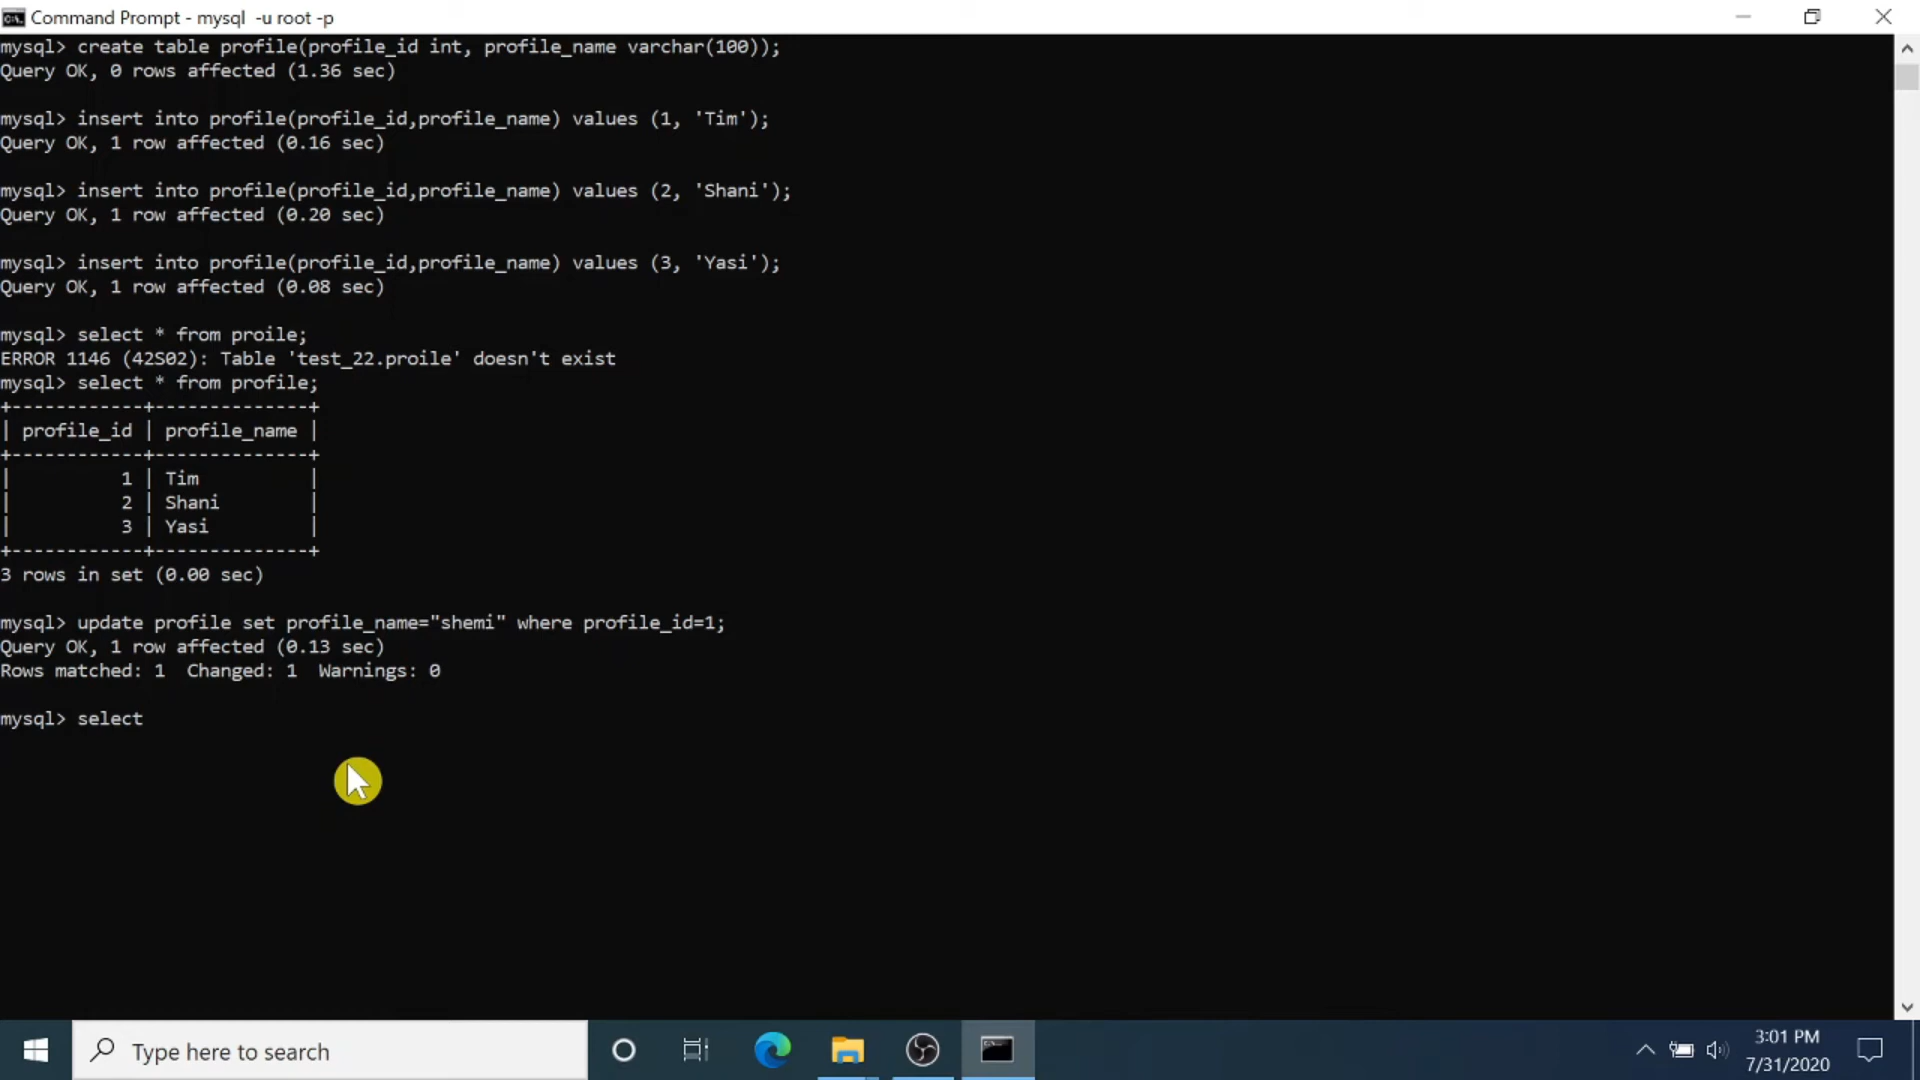 Command Prompt - mysql  -u root -p
mysql> create table profile(profile_id int, profile_name varchar(100));
Query OK, 0 rows affected (1.36 sec)
mysql> insert into profile(profile_id,profile_name) values (1, 'Tim');
Query OK, 1 row affected (0.16 sec)
mysql> insert into profile(profile_id,profile_name) values (2, 'Shani');
Query OK, 1 row affected (0.20 sec)
mysql> insert into profile(profile_id,profile_name) values (3, 'Yasi');
Query OK, 1 row affected (0.08 sec)
mysql> select * from proile;
ERROR 1146 (42S02): Table 'test_22.proile' doesn't exist
mysql> select * from profile;
+------------+--------------+
| profile_id | profile_name |
+------------+--------------+
|          1 | Tim          |
|          2 | Shani        |
|          3 | Yasi         |
+------------+--------------+
3 rows in set (0.00 sec)
mysql> update profile set profile_name="shemi" where profile_id=1;
Query OK, 1 row affected (0.13 sec)
Rows matched: 1  Changed: 1  Warnings: 0
mysql> select
Type here to search
3:01 PM
7/31/2020